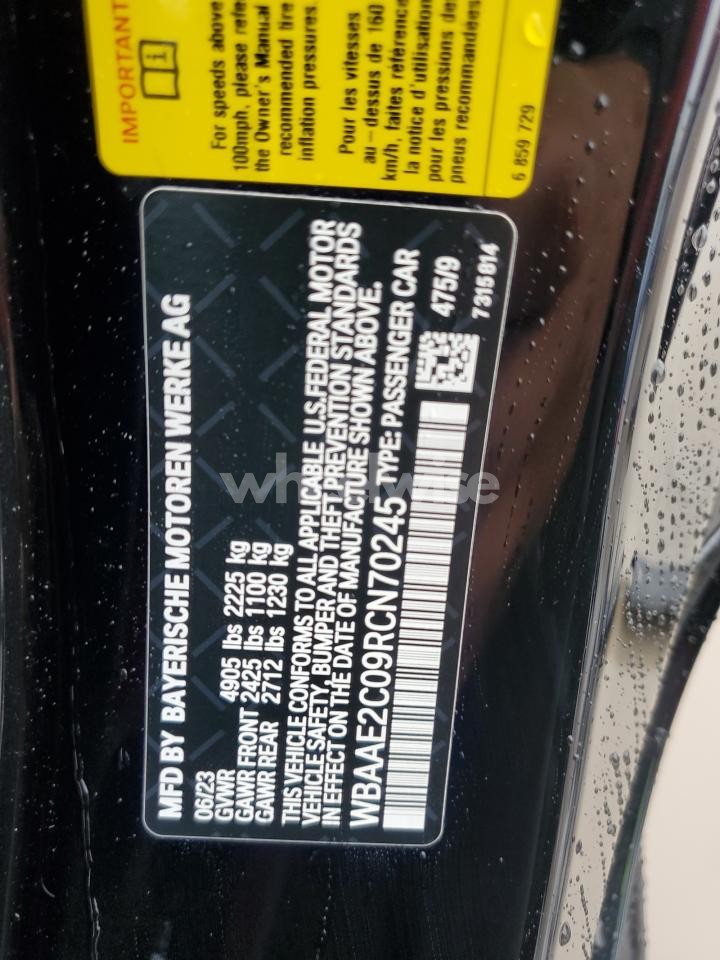 IMPORTANT
For speeds above
100mph, please refe
the Owner's Manual
recommended tire
inflation pressures.
Pour les vitesses
au-dessus de 160
km/h, faites référence
la notice d'utilisation
pour les pressions de
pneus recommandées
6 859 729
MFD BY BAYERISCHE MOTOREN WERKE AG
06/23
GVWR 4905 lbs 2225 kg
GAWR FRONT 2425 lbs 1100 kg
GAWR REAR 2712 lbs 1230 kg
THIS VEHICLE CONFORMS TO ALL APPLICABLE U.S.FEDERAL MOTOR
VEHICLE SAFETY, BUMPER AND THEFT PREVENTION STANDARDS
IN EFFECT ON THE DATE OF MANUFACTURE SHOWN ABOVE.
WBAAE2C09RCN70245 TYPE: PASSENGER CAR
475/9
7315814
wheelwise